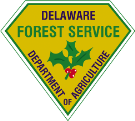 DELAWARE
FOREST SERVICE
DEPARTMENT OF AGRICULTURE